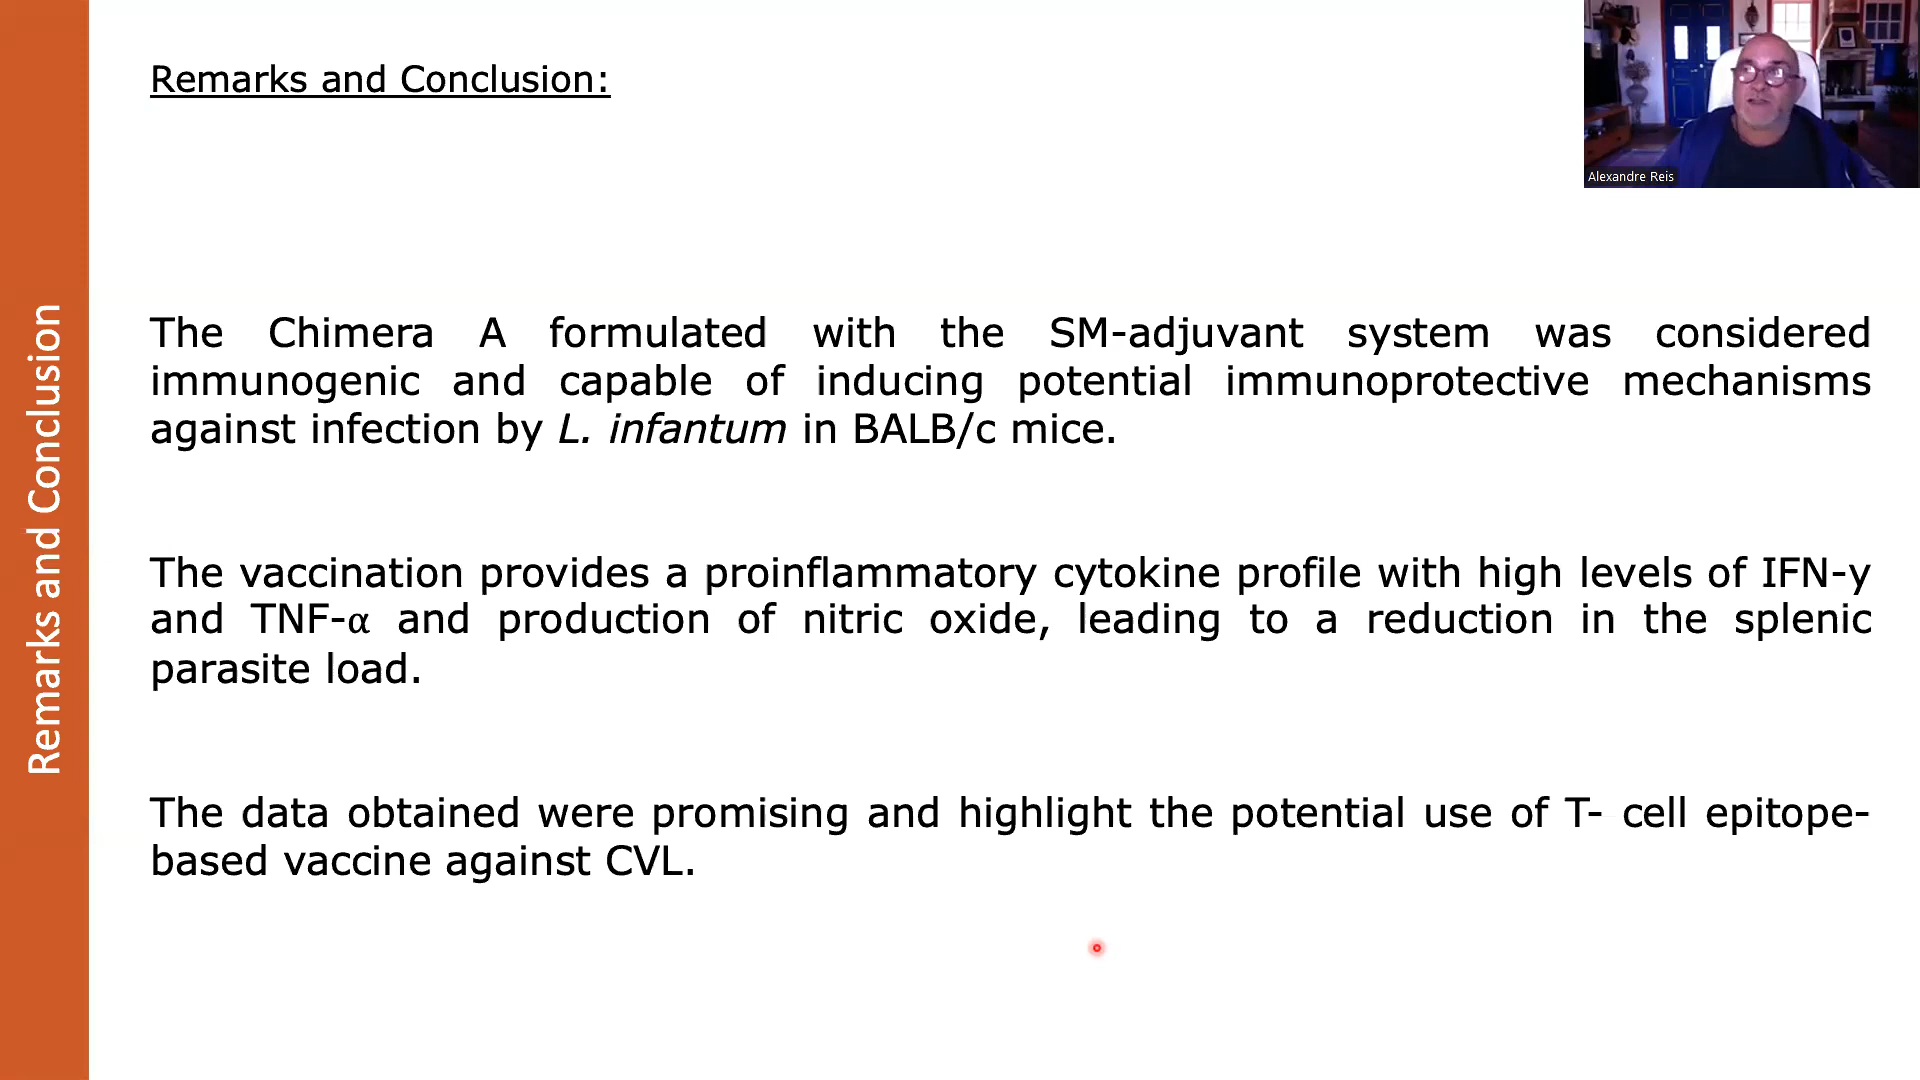 Remarks and Conclusion:
Alexandre Reis
Remarks and Conclusion
The Chimera A formulated with the SM-adjuvant system was considered
immunogenic and capable of inducing potential immunoprotective mechanisms
against infection by L. infantum in BALB/c mice.
The vaccination provides a proinflammatory cytokine profile with high levels of IFN-y
and TNF-α and production of nitric oxide, leading to a reduction in the splenic
parasite load.
The data obtained were promising and highlight the potential use of T- cell epitope-
based vaccine against CVL.